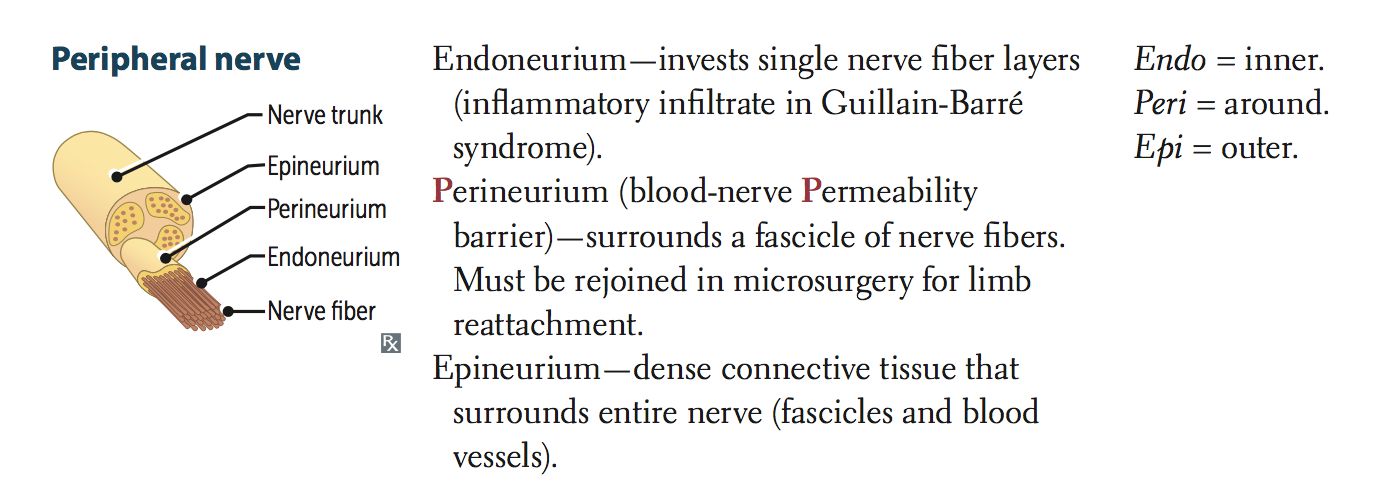 Peripheral nerve
Nerve trunk
Epineurium
Perineurium
Endoneurium
Nerve fiber
Rx
Endoneurium—invests single nerve fiber layers
(inflammatory infiltrate in Guillain-Barré
syndrome).
Perineurium (blood-nerve Permeability
barrier)—surrounds a fascicle of nerve fibers.
Must be rejoined in microsurgery for limb
reattachment.
Epineurium—dense connective tissue that
surrounds entire nerve (fascicles and blood
vessels).
Endo = inner.
Peri = around.
Epi = outer.